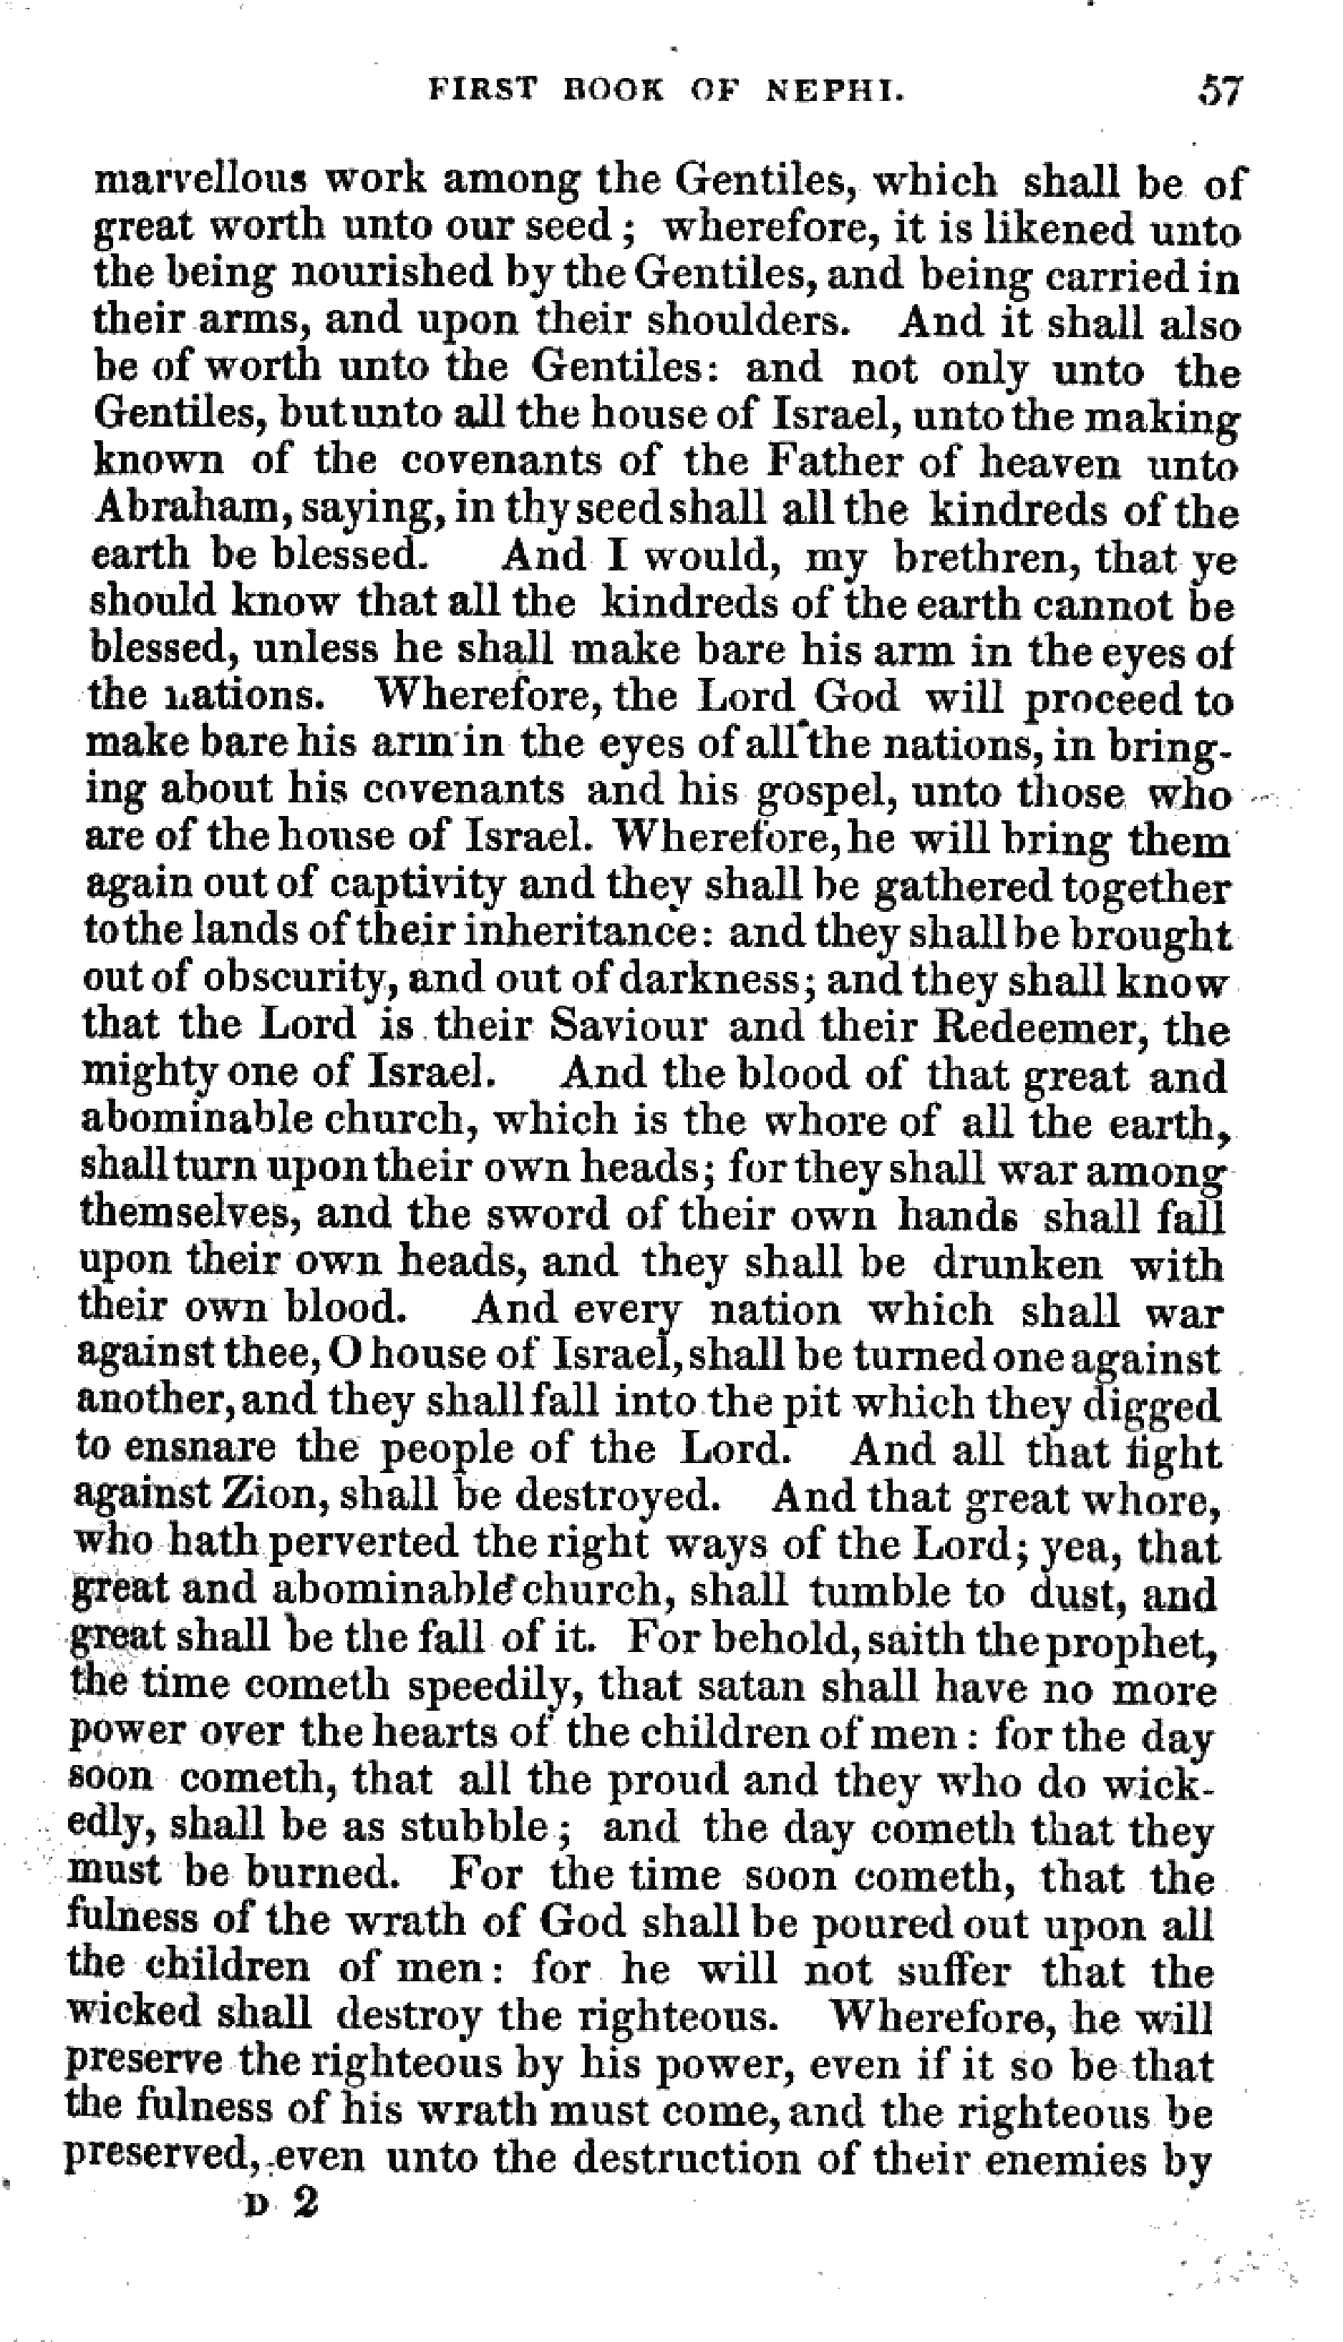 FIRST BOOK OF NEPHI. 57
marvellous work among the Gentiles, which shall be of
great worth unto our seed; wherefore, it is likened unto
the being nourished by the Gentiles, and being carried in
their arms, and upon their shoulders. And it shall also
be of worth unto the Gentiles: and not only unto the
Gentiles, but unto all the house of Israel, unto the making
known of the covenants of the Father of heaven unto
Abraham, saying, in thy seed shall all the kindreds of the
earth be blessed. And I would, my brethren, that ye
should know that all the kindreds of the earth cannot be
blessed, unless he shall make bare his arm in the eyes of
the nations. Wherefore, the Lord God will proceed to
make bare his arm in the eyes of all the nations, in bring-
ing about his covenants and his gospel, unto those who
are of the house of Israel. Wherefore, he will bring them
again out of captivity and they shall be gathered together
to the lands of their inheritance: and they shall be brought
out of obscurity, and out of darkness; and they shall know
that the Lord is their Saviour and their Redeemer, the
mighty one of Israel. And the blood of that great and
abominable church, which is the whore of all the earth,
shall turn upon their own heads; for they shall war among
themselves, and the sword of their own hands shall fall
upon their own heads, and they shall be drunken with
their own blood. And every nation which shall war
against thee, O house of Israel, shall be turned one against
another, and they shall fall into the pit which they digged
to ensnare the people of the Lord. And all that fight
against Zion, shall be destroyed. And that great whore,
who hath perverted the right ways of the Lord; yea, that
great and abominable church, shall tumble to dust, and
great shall be the fall of it. For behold, saith the prophet,
the time cometh speedily, that satan shall have no more
power over the hearts of the children of men: for the day
soon cometh, that all the proud and they who do wick-
edly, shall be as stubble; and the day cometh that they
must be burned. For the time soon cometh, that the
fulness of the wrath of God shall be poured out upon all
the children of men: for he will not suffer that the
wicked shall destroy the righteous. Wherefore, he will
preserve the righteous by his power, even if it so be that
the fulness of his wrath must come, and the righteous be
preserved, even unto the destruction of their enemies by
D 2